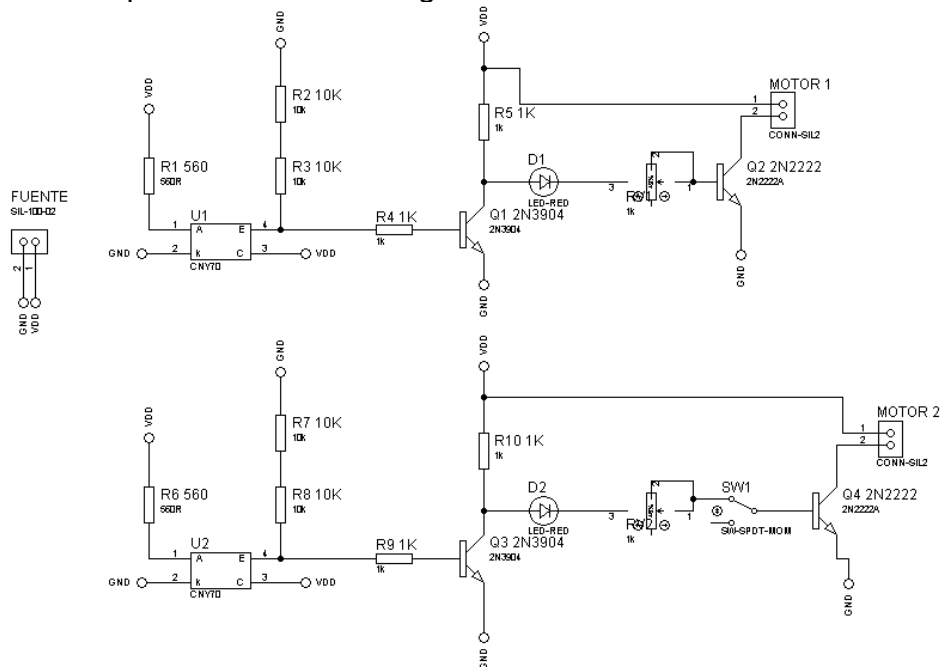 GND
VDD
R2 10K
10k
R3 10K
10k
VDD
R1 560
560R
FUENTE
SIL-100-02
2
1
GND
VDD
U1
1
A
E
4
GND
2
k
C
3
VDD
CNY70
R4 1K
1k
R5 1K
1k
D1
LED-RED
Q1 2N3904
2N3904
GND
3
2
1
1k
MOTOR 1
1
2
CONN-SIL2
Q2 2N2222
2N2222A
GND
GND
VDD
R7 10K
10k
R8 10K
10k
VDD
R6 560
560R
U2
1
A
E
4
GND
2
k
C
3
VDD
CNY70
R9 1K
1k
R10 1K
1k
D2
LED-RED
Q3 2N3904
2N3904
GND
3
2
1
1k
SW1
SW-SPDT-MOM
MOTOR 2
1
2
CONN-SIL2
Q4 2N2222
2N2222A
GND